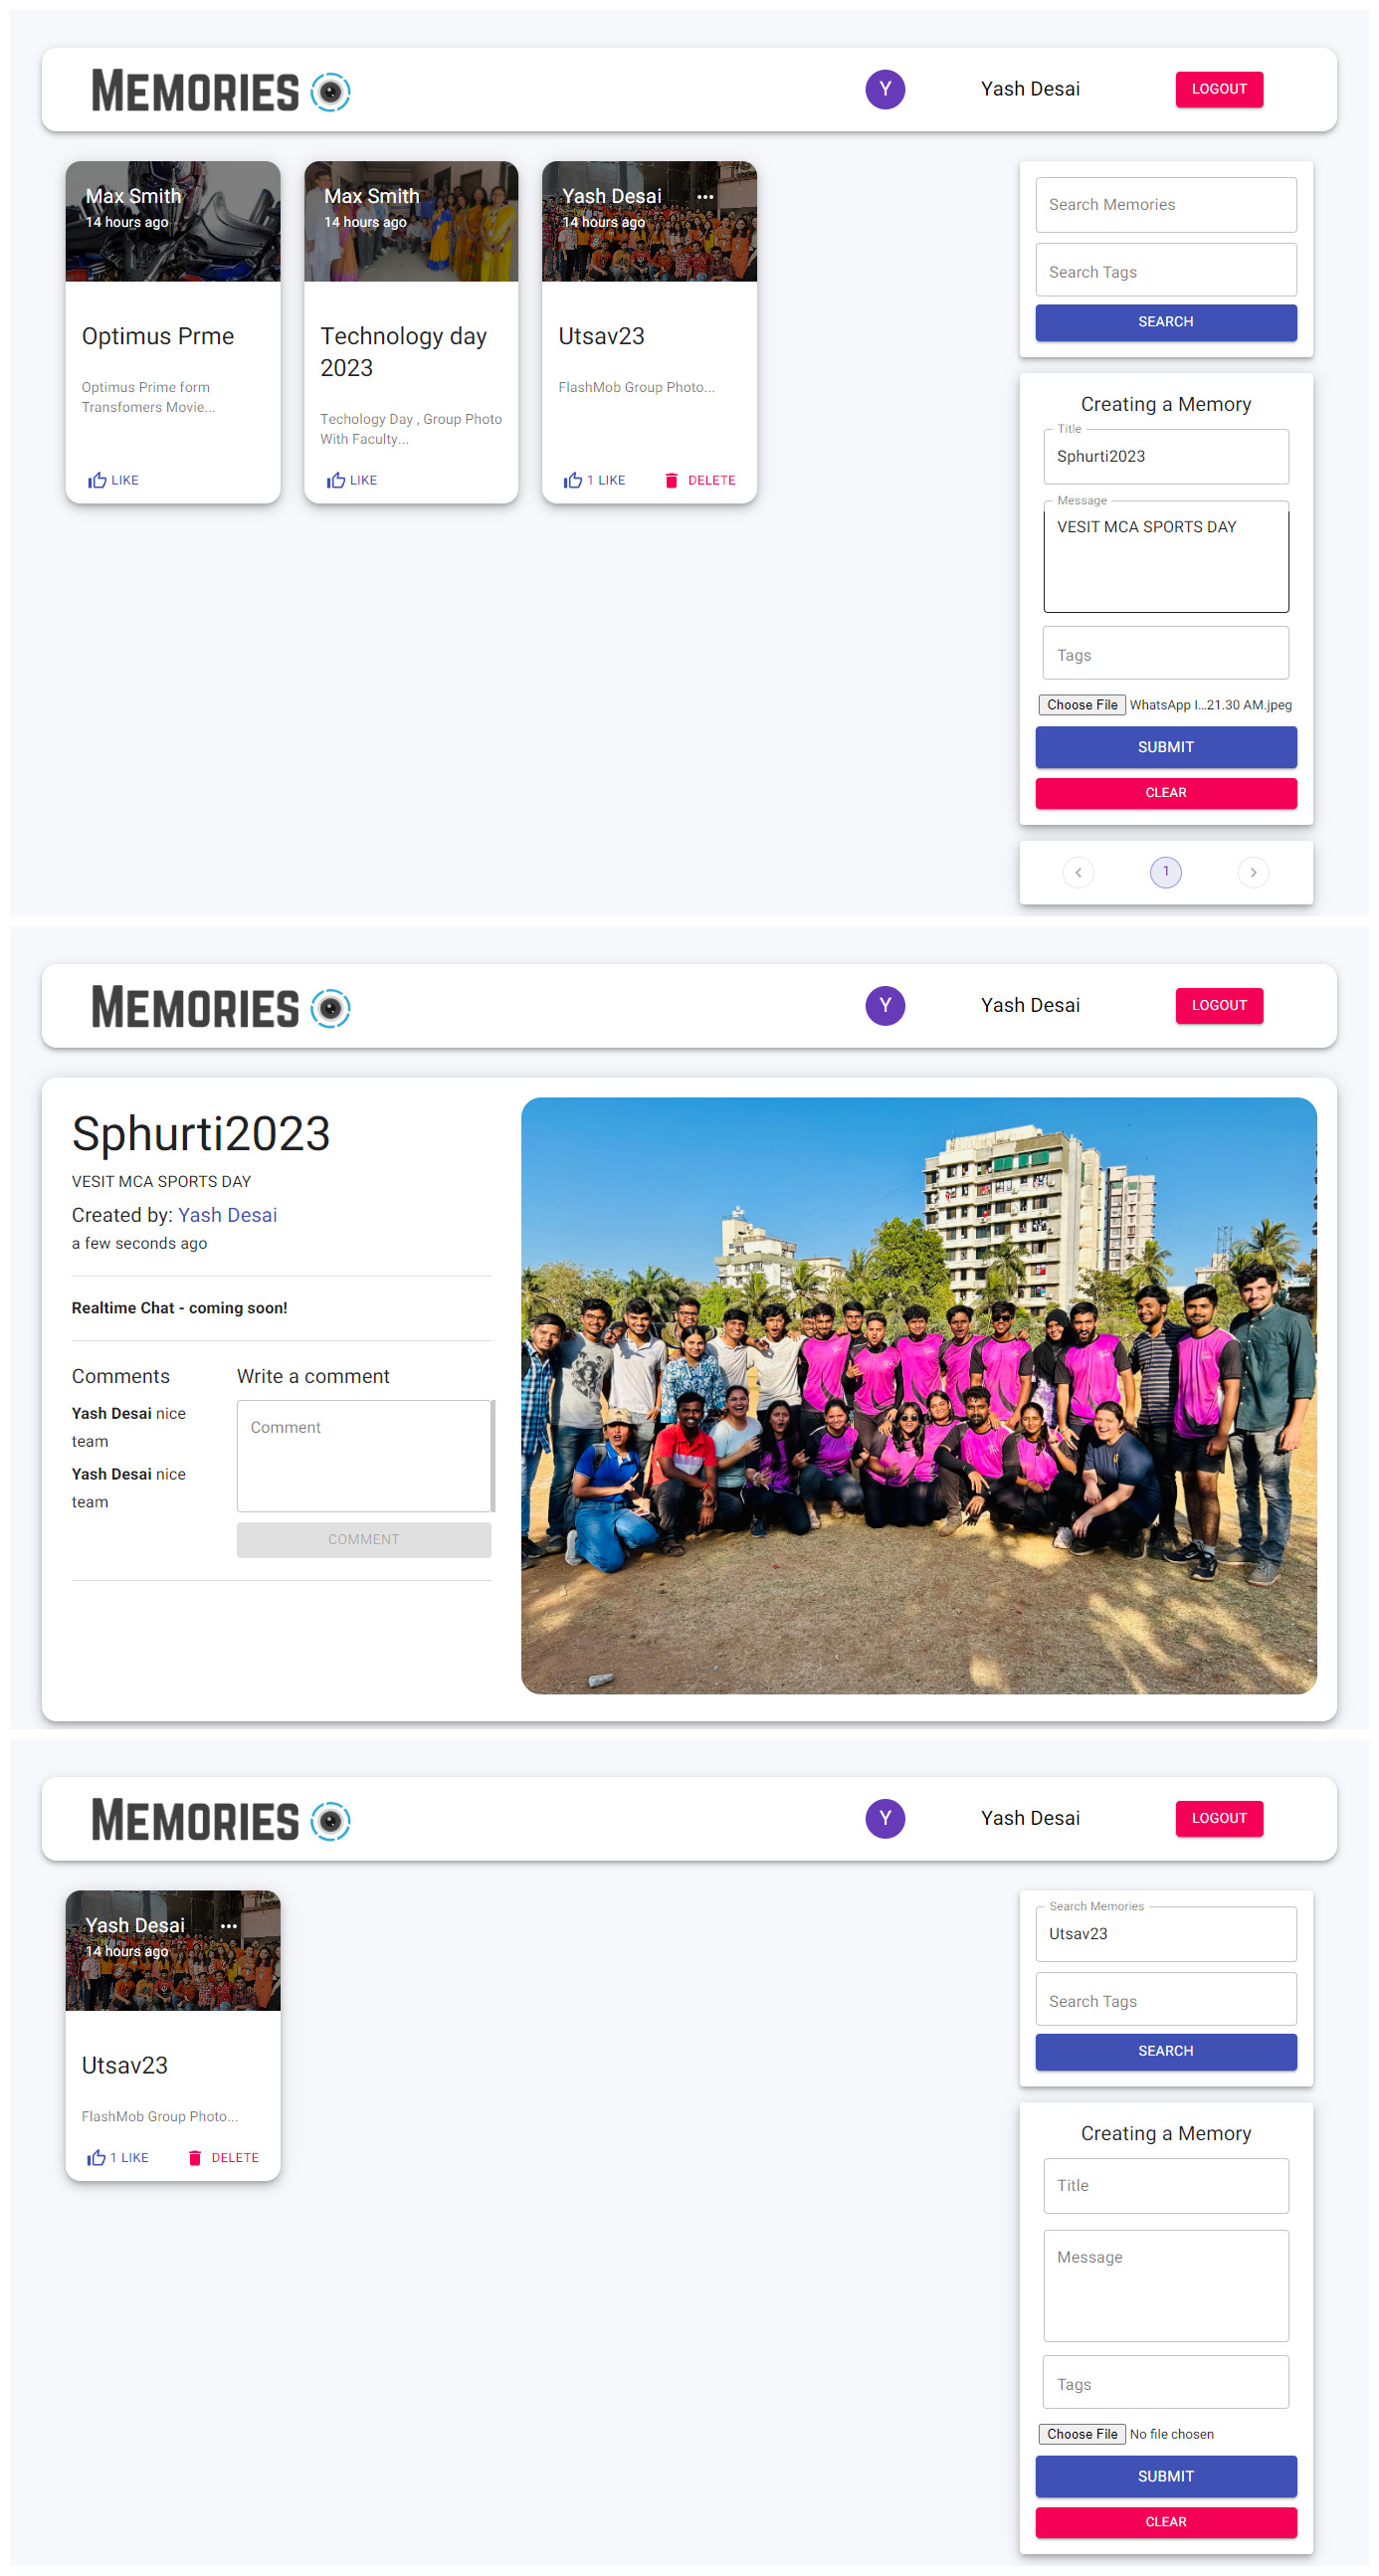 MEMORIES
Y
Yash Desai
LOGOUT
Max Smith
14 hours ago
Optimus Prme
Optimus Prime form
Transfomers Movie...
LIKE
Max Smith
14 hours ago
Technology day
2023
Techology Day , Group Photo
With Faculty...
LIKE
Yash Desai
14 hours ago
Utsav23
FlashMob Group Photo...
1 LIKE
DELETE
Search Memories
Search Tags
SEARCH
Creating a Memory
Title
Sphurti2023
Message
VESIT MCA SPORTS DAY
Tags
Choose File WhatsApp I...21.30 AM.jpeg
SUBMIT
CLEAR
1
MEMORIES
Y
Yash Desai
LOGOUT
Sphurti2023
VESIT MCA SPORTS DAY
Created by: Yash Desai
a few seconds ago
Realtime Chat - coming soon!
Comments
Yash Desai nice
team
Yash Desai nice
team
Write a comment
Comment
COMMENT
MEMORIES
Y
Yash Desai
LOGOUT
Yash Desai
14 hours ago
Utsav23
FlashMob Group Photo...
1 LIKE
DELETE
Search Memories
Utsav23
Search Tags
SEARCH
Creating a Memory
Title
Message
Tags
Choose File No file chosen
SUBMIT
CLEAR